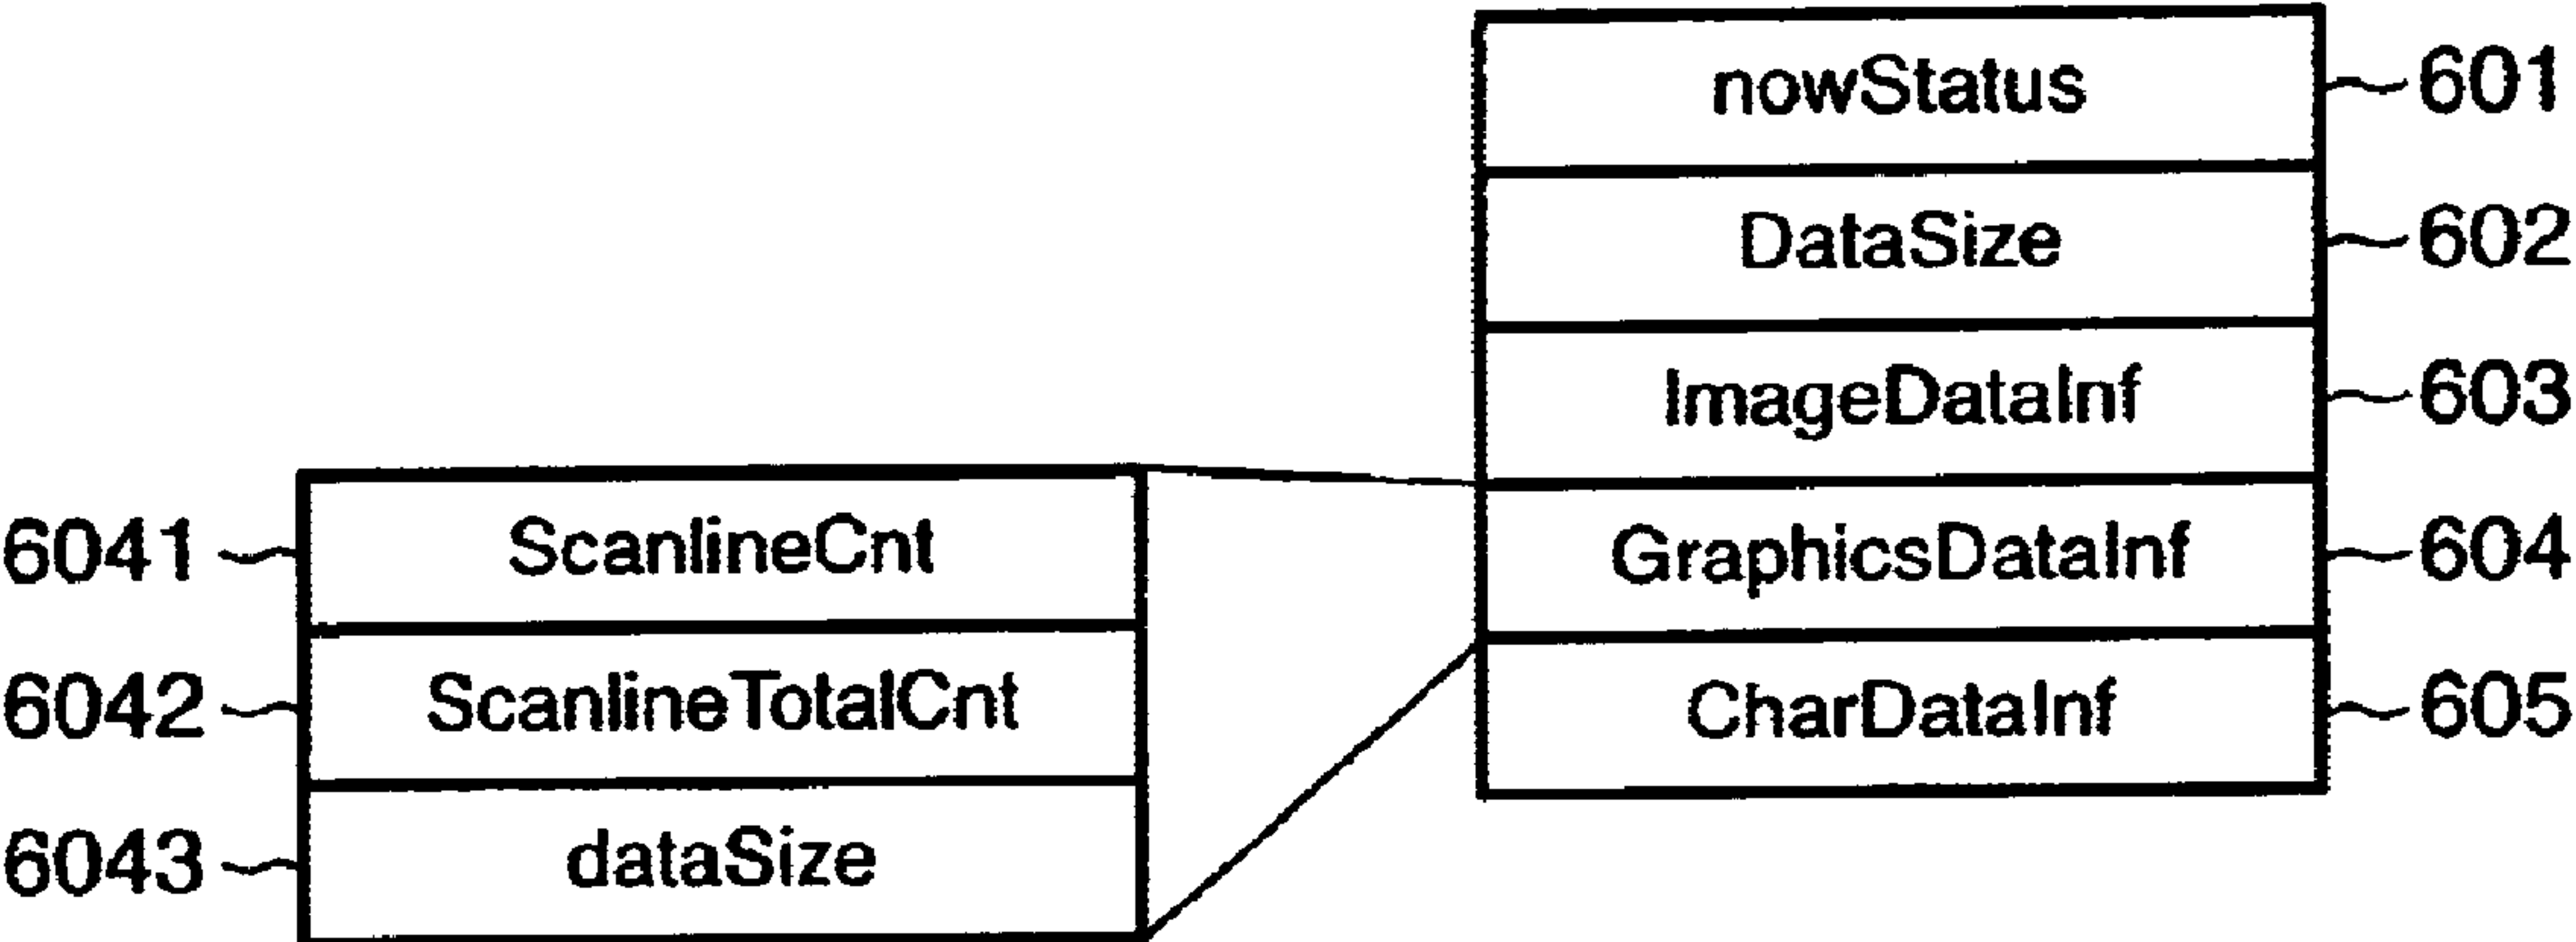 nowStatus 601
DataSize 602
ImageDataInf 603
6041 ScanlineCnt GraphicsDataInf 604
6042 ScanlineTotalCnt CharDataInf 605
6043 dataSize